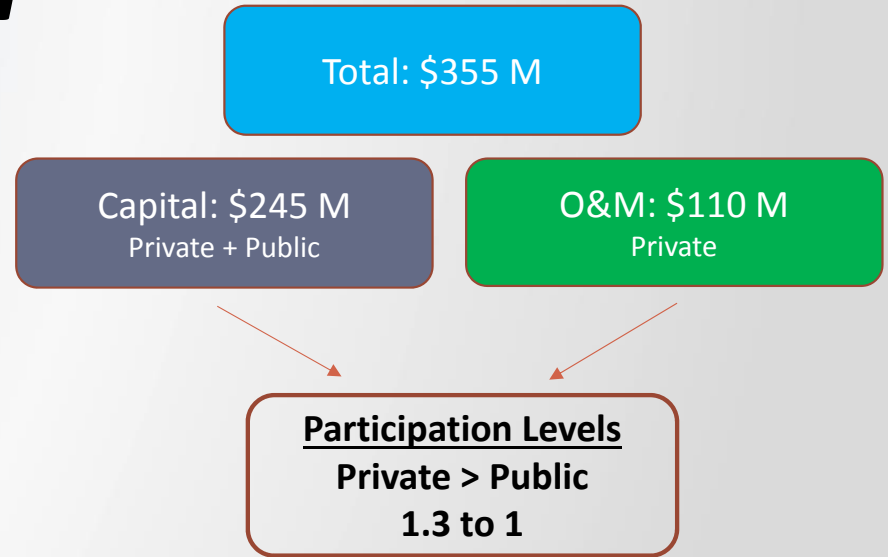 Total: $355 M
Capital: $245 M
Private + Public
O&M: $110 M
Private
Participation Levels
Private > Public
1.3 to 1